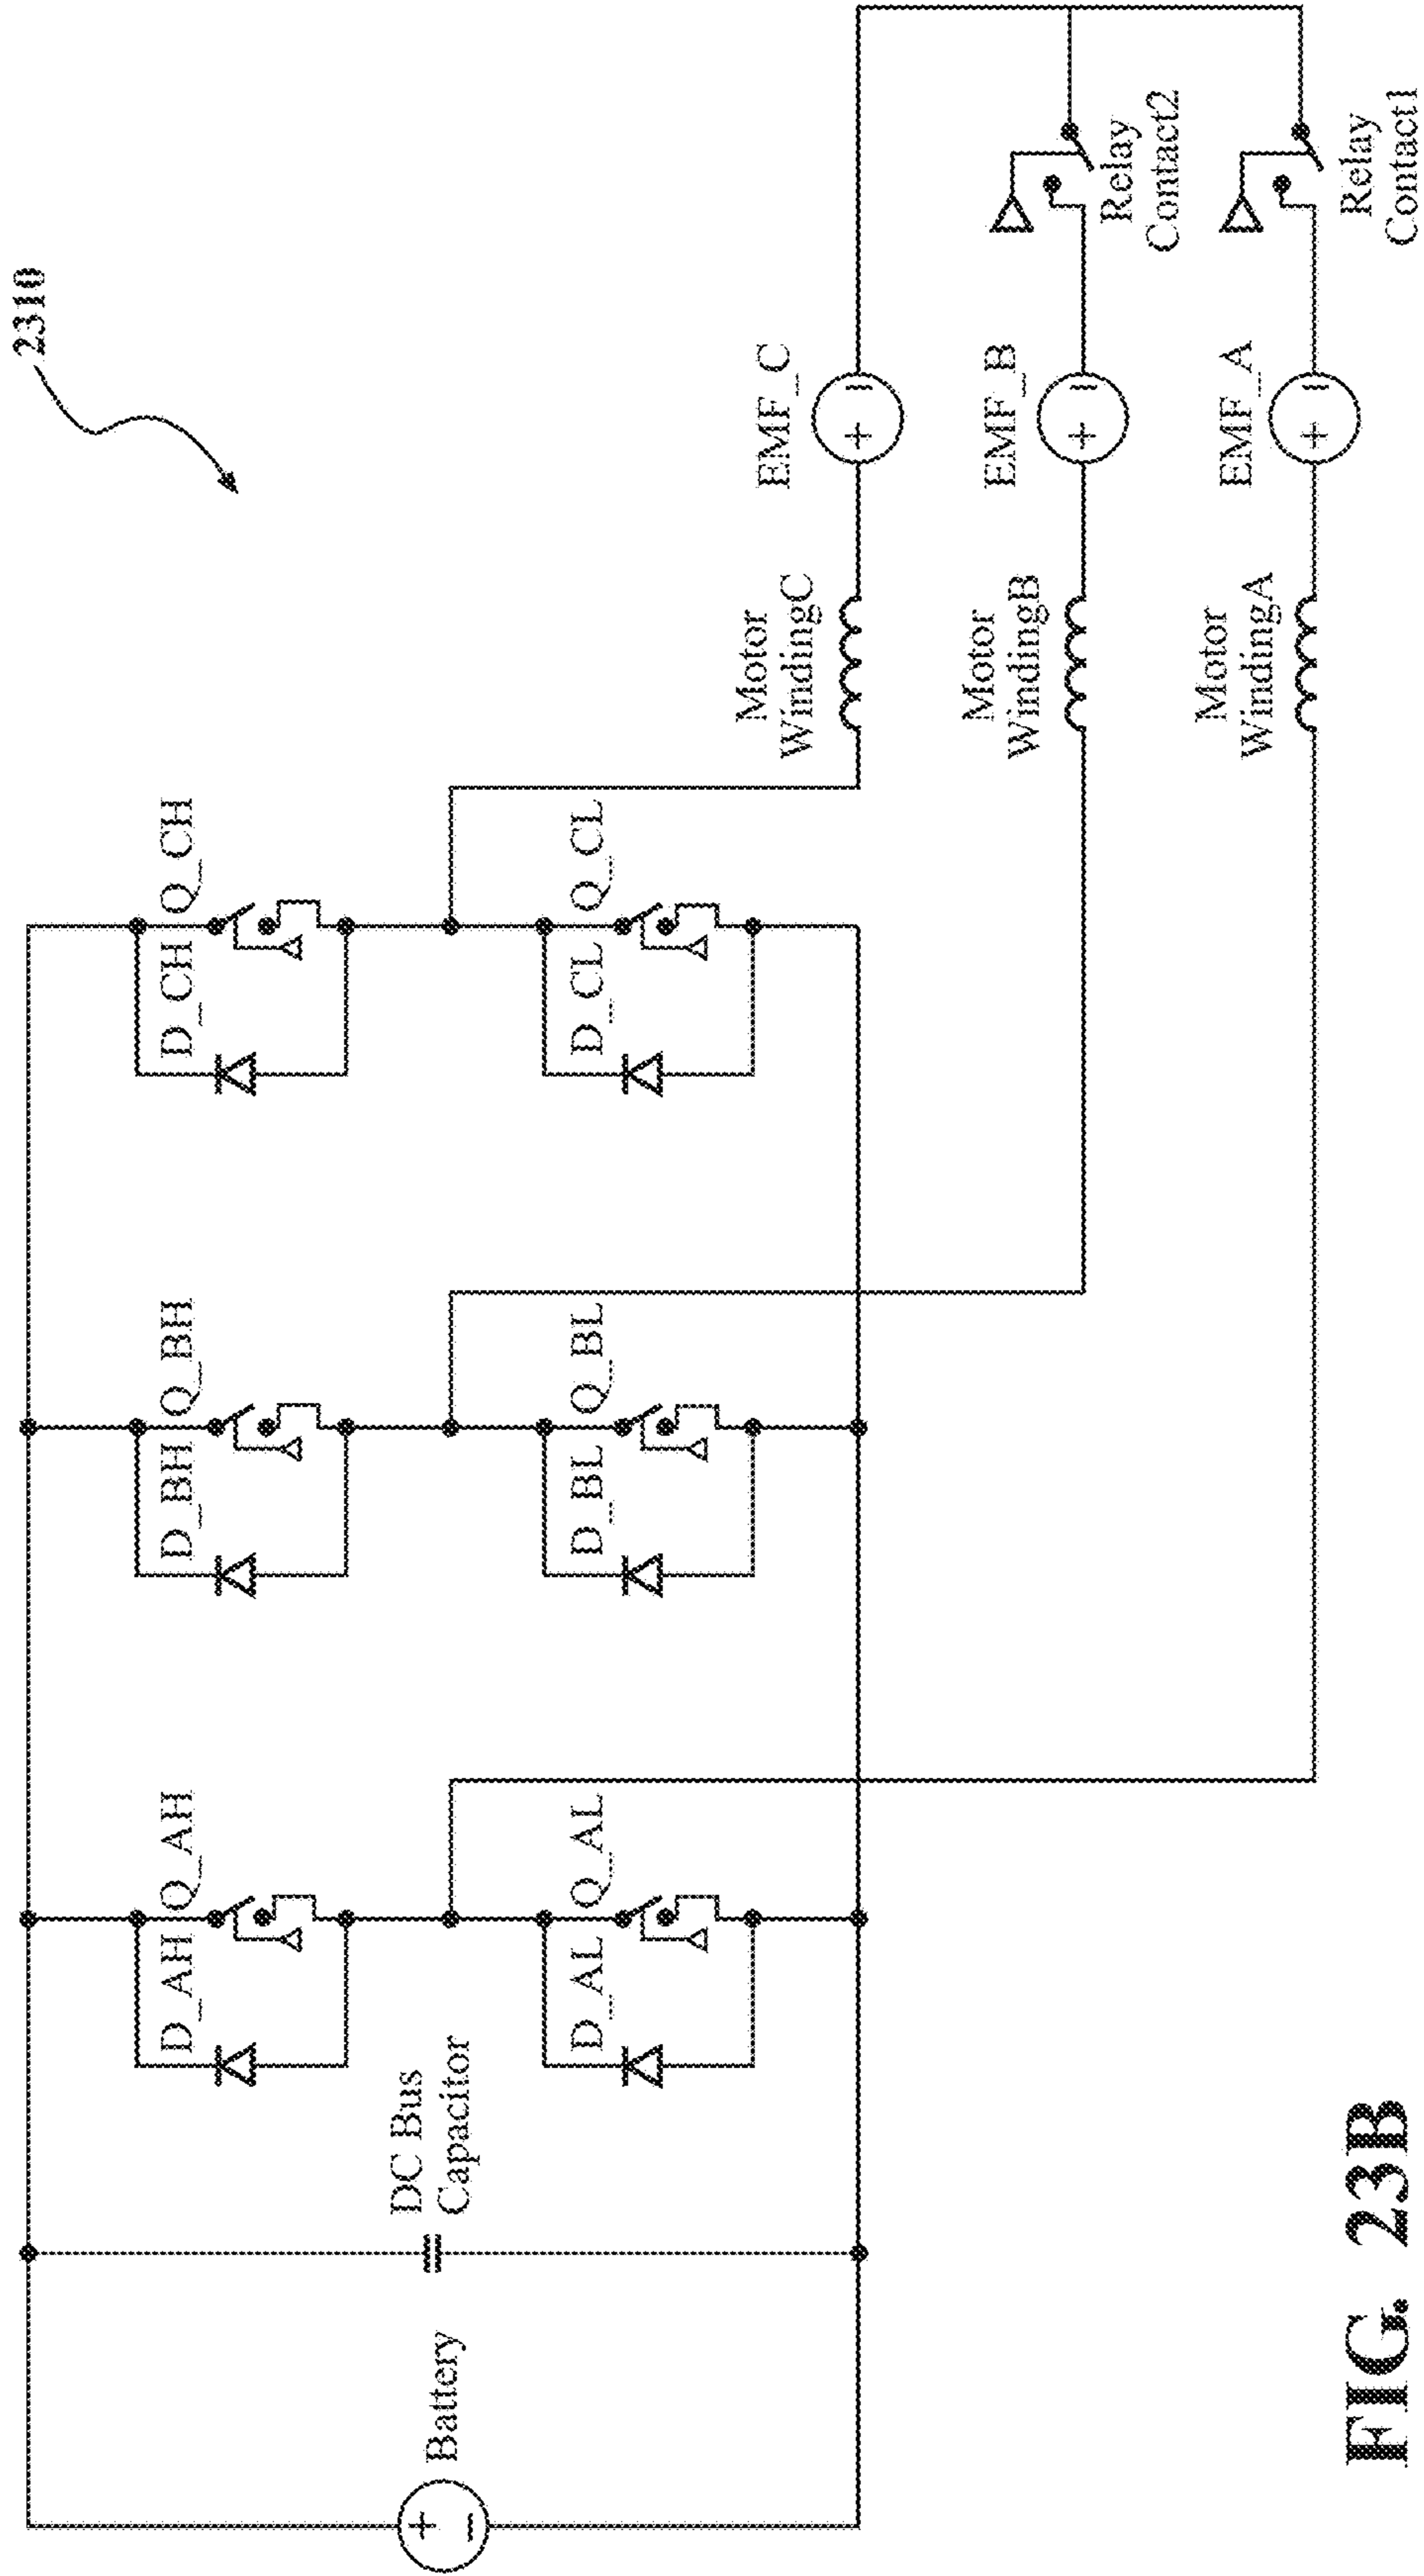 2310
Battery
DC Bus
Capacitor
D_AH
Q_AH
D_AL
Q_AL
D_BH
Q_BH
D_BL
Q_BL
D_CH
Q_CH
D_CL
Q_CL
Motor
WindingC
EMF_C
+
−
Motor
WindingB
EMF_B
+
−
Relay
Contact2
Motor
WindingA
EMF_A
+
−
Relay
Contact1
+
−
FIG. 23B